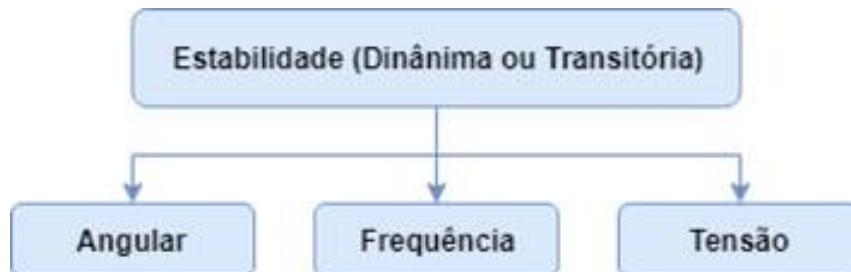 Estabilidade (Dinânima ou Transitória)
Angular
Frequência
Tensão